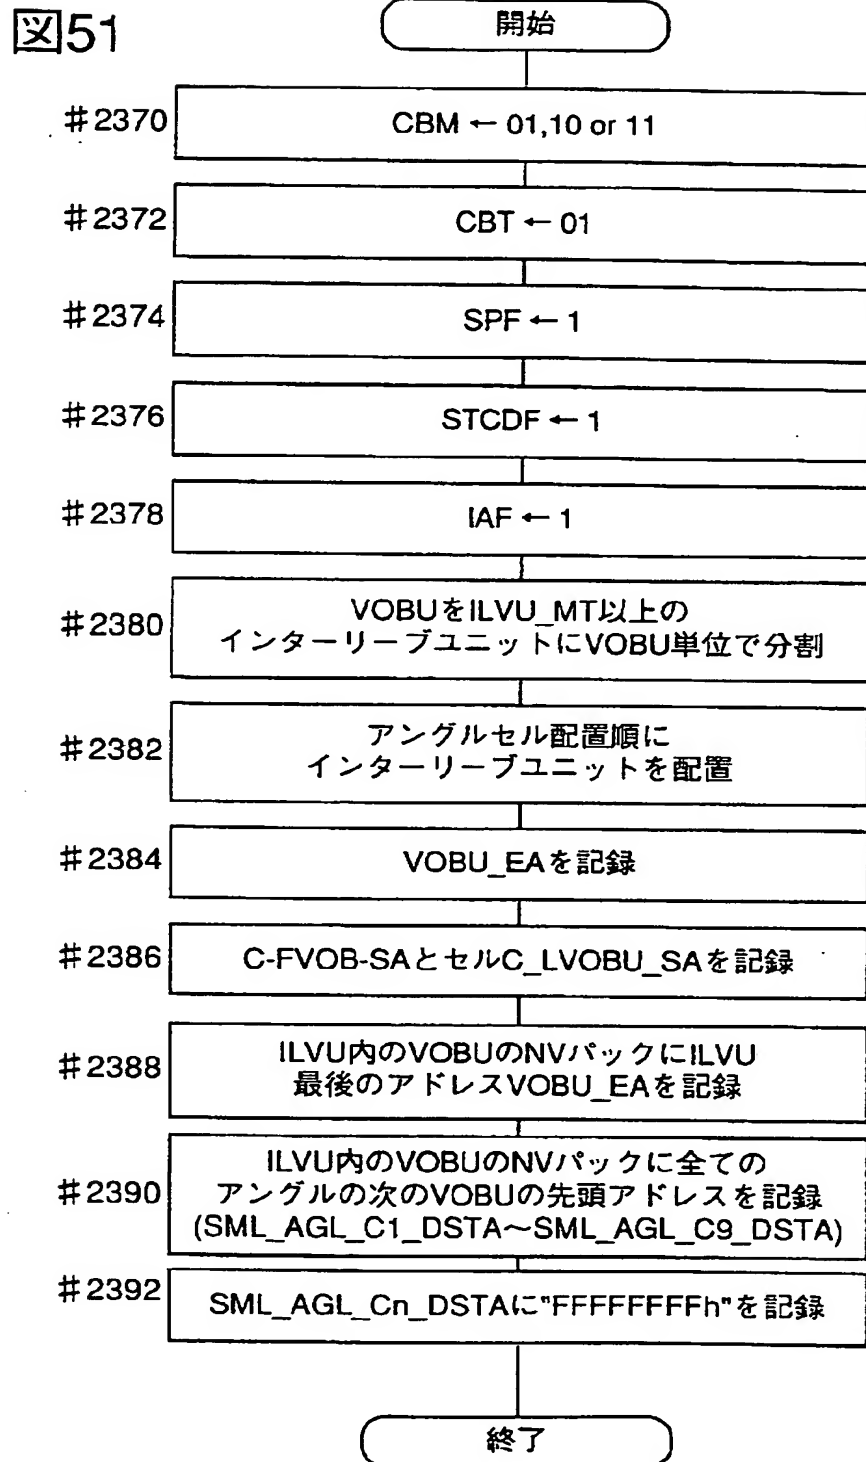 図51
開始
#2370
CBM ← 01,10 or 11
#2372
CBT ← 01
#2374
SPF ← 1
#2376
STCDF ← 1
#2378
IAF ← 1
#2380
VOBUをILVU_MT以上の
インターリーブユニットにVOBU単位で分割
#2382
アングルセル配置順に
インターリーブユニットを配置
#2384
VOBU_EAを記録
#2386
C-FVOB-SAとセルC_LVOBU_SAを記録
#2388
ILVU内のVOBUのNVパックにILVU
最後のアドレスVOBU_EAを記録
#2390
ILVU内のVOBUのNVパックに全ての
アングルの次のVOBUの先頭アドレスを記録
(SML_AGL_C1_DSTA～SML_AGL_C9_DSTA)
#2392
SML_AGL_Cn_DSTAに"FFFFFFFFh"を記録
終了